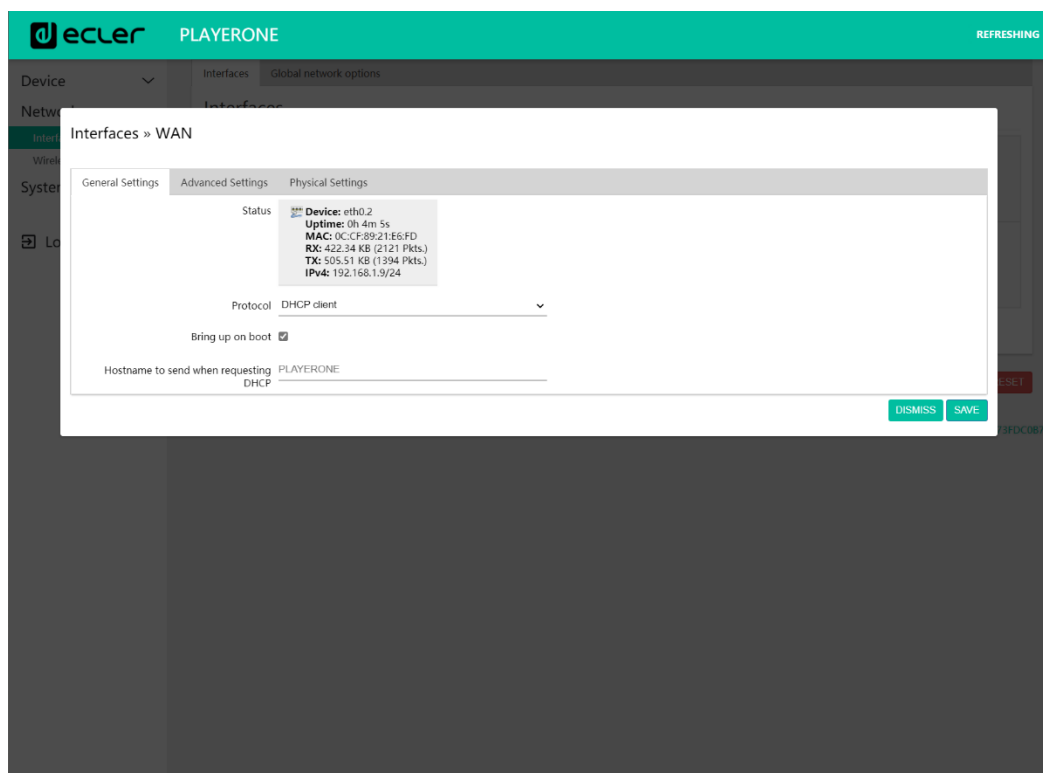 ecler
PLAYERONE
REFRESHING
Device
Interfaces
Global network options
Interfaces
Interfaces » WAN
General Settings
Advanced Settings
Physical Settings
Status
Device: eth0.2
Uptime: 0h 4m 5s
MAC: 0C:CF:89:21:E6:FD
RX: 422.34 KB (2121 Pkts.)
TX: 505.51 KB (1394 Pkts.)
IPv4: 192.168.1.9/24
Protocol
DHCP client
Bring up on boot
Hostname to send when requesting
DHCP
PLAYERONE
DISMISS
SAVE